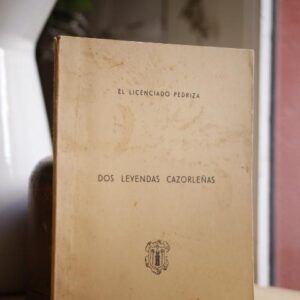 EL LICENCIADO PEDRIZA
DOS LEYENDAS CAZORLEÑAS